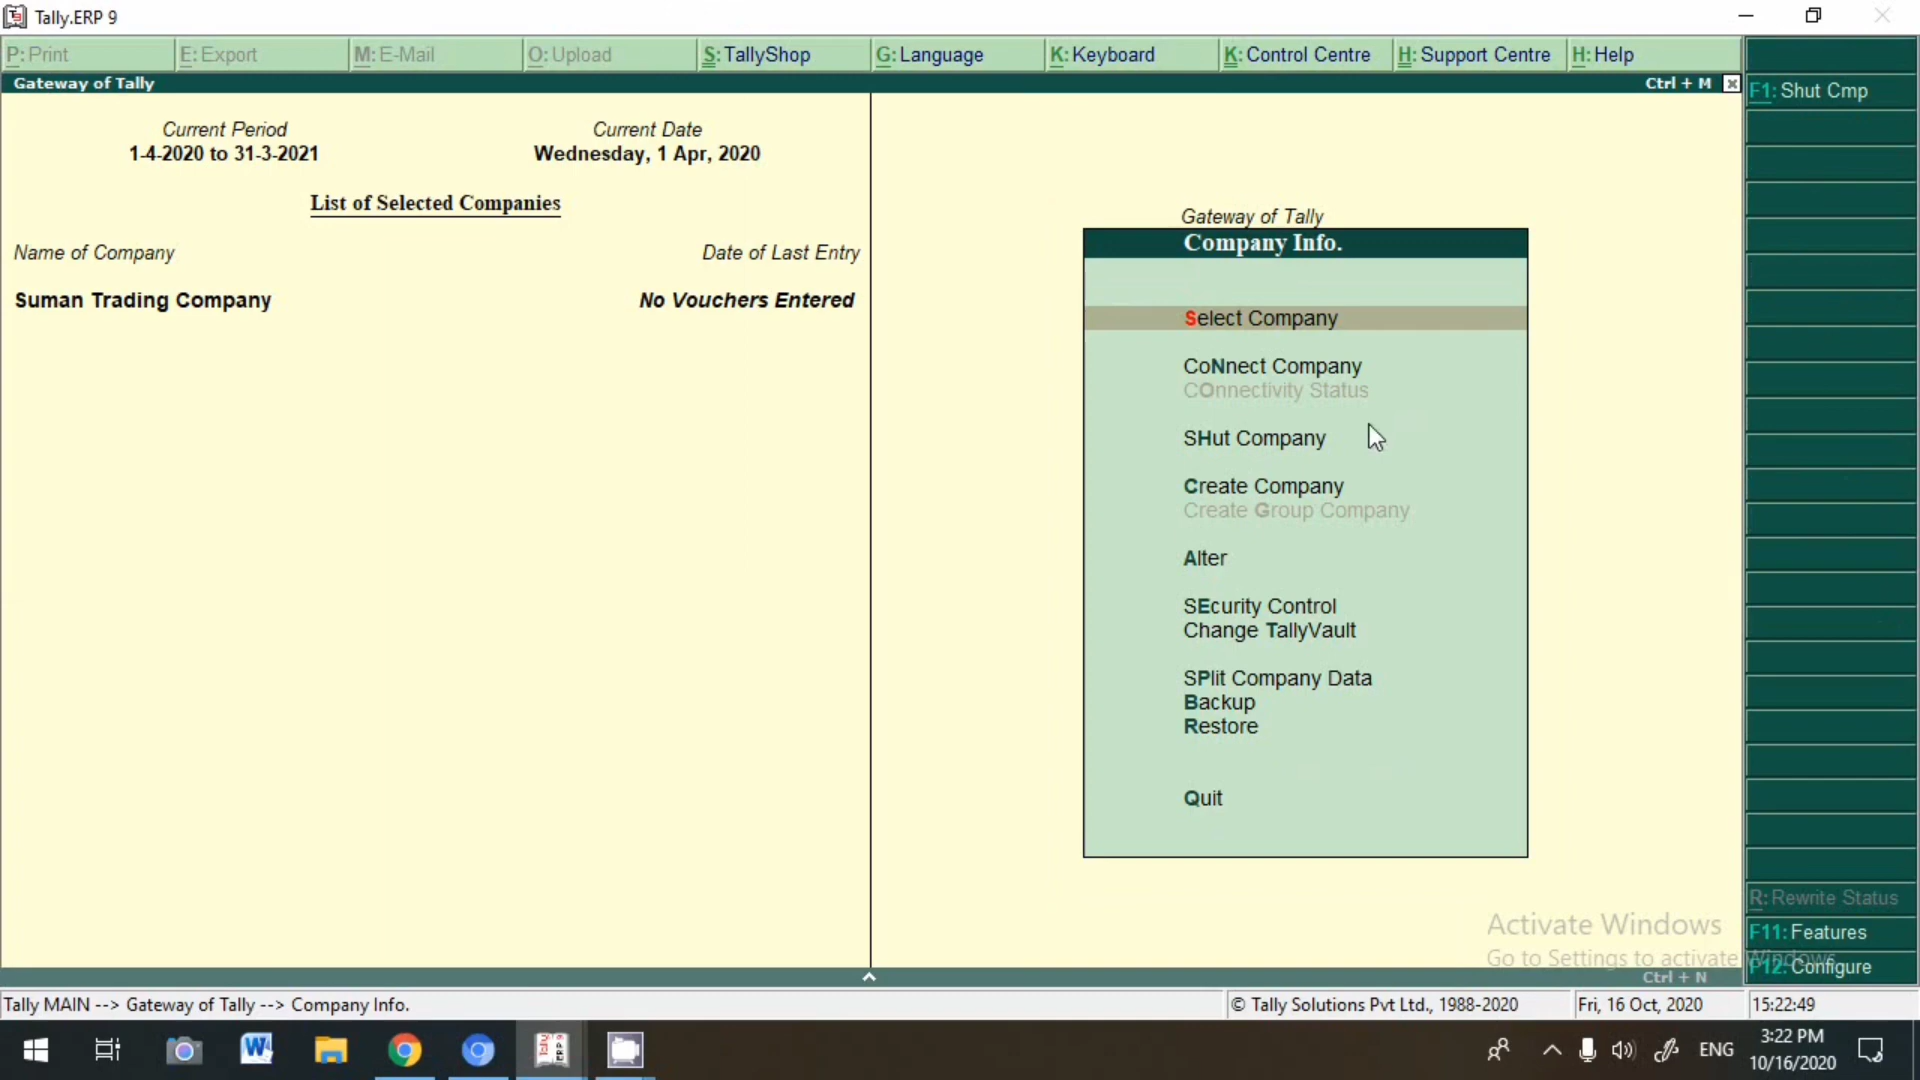 Tally.ERP 9
P: Print
E: Export
M: E-Mail
O: Upload
S: TallyShop
G: Language
K: Keyboard
K: Control Centre
H: Support Centre
H: Help
Gateway of Tally
Ctrl + M
F1: Shut Cmp
Current Period
1-4-2020 to 31-3-2021
Current Date
Wednesday, 1 Apr, 2020
List of Selected Companies
Name of Company
Date of Last Entry
Suman Trading Company
No Vouchers Entered
Gateway of Tally
Company Info.
Select Company
CoNnect Company
COnnectivity Status
SHut Company
Create Company
Create Group Company
Alter
SEcurity Control
Change TallyVault
SPlit Company Data
Backup
Restore
Quit
Activate Windows
Go to Settings to activate Windows.
R: Rewrite Status
F11: Features
F12: Configure
Ctrl + N
Tally MAIN --> Gateway of Tally --> Company Info.
© Tally Solutions Pvt Ltd., 1988-2020
Fri, 16 Oct, 2020
15:22:49
ENG
3:22 PM
10/16/2020